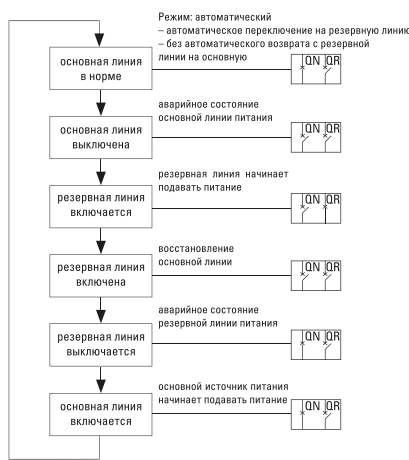 Режим: автоматический
– автоматическое переключение на резервную линию
– без автоматического возврата с резервной
линии на основную
основная линия
в норме
QN QR
аварийное состояние
основной линии питания
основная линия
выключена
QN QR
резервная линия начинает
подавать питание
резервная линия
включается
QN QR
восстановление
основной линии
резервная линия
включена
QN QR
аварийное состояние
резервной линии питания
резервная линия
выключается
QN QR
основной источник питания
начинает подавать питание
основная линия
включается
QN QR